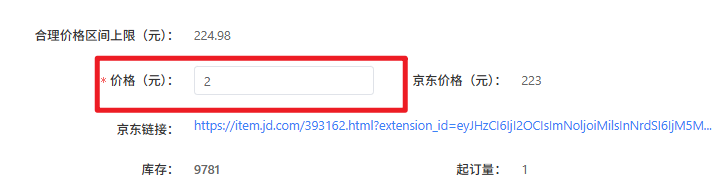 合理价格区间上限（元）： 224.98
* 价格（元）： 2 京东价格（元）： 223
京东链接： https://item.jd.com/393162.html?extension_id=eyJHzCI6IjI2OCIsImNoIjoiMilsInNrdSI6IjM5M...
库存： 9781 起订量： 1